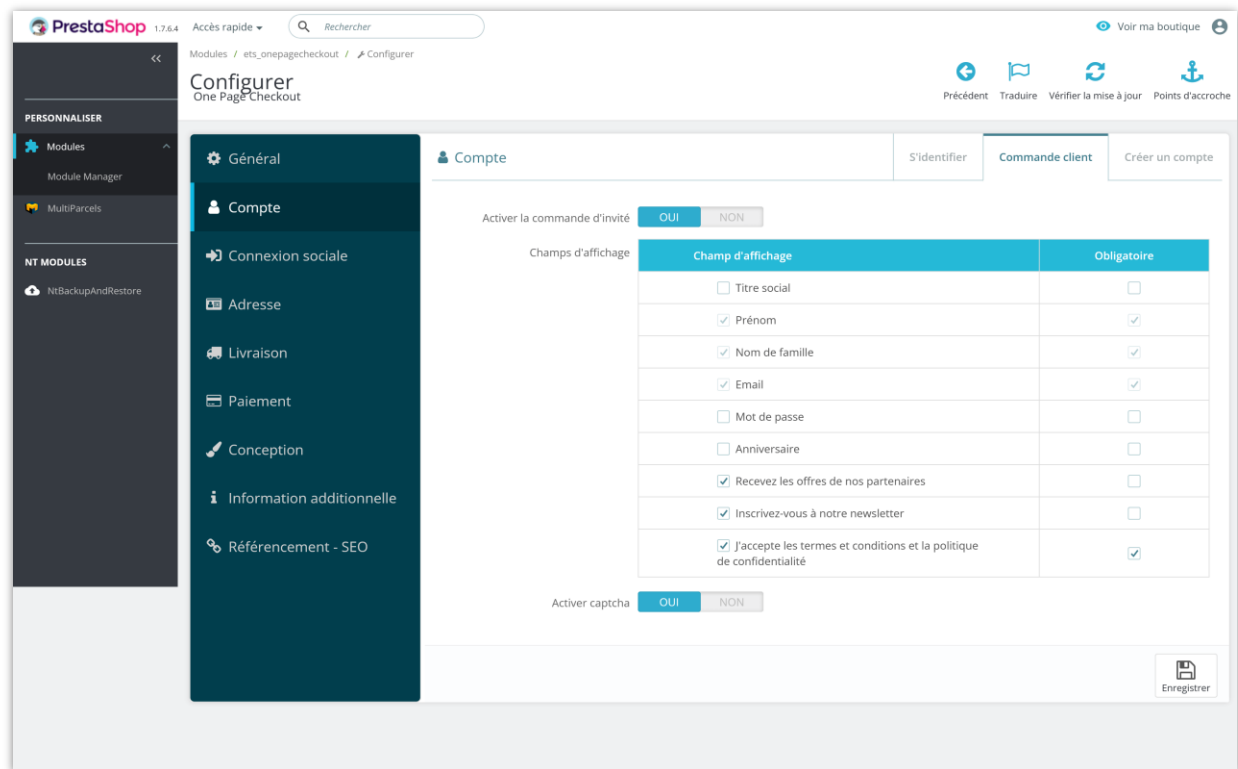 PrestaShop 1.7.6.4 Accès rapide Rechercher Voir ma boutique
Modules / ets_onepagecheckout / Configurer
Configurer
One Page Checkout
Précédent Traduire Vérifier la mise à jour Points d'accroche
PERSONNALISER
Modules
Module Manager
MultiParcels
NT MODULES
NtBackupAndRestore
Général
Compte
Connexion sociale
Adresse
Livraison
Paiement
Conception
Information additionnelle
Référencement - SEO
Compte S'identifier Commande client Créer un compte
Activer la commande d'invité OUI NON
Champs d'affichage Champ d'affichage Obligatoire
Titre social
Prénom
Nom de famille
Email
Mot de passe
Anniversaire
Recevez les offres de nos partenaires
Inscrivez-vous à notre newsletter
J'accepte les termes et conditions et la politique
de confidentialité
Activer captcha OUI NON
Enregistrer